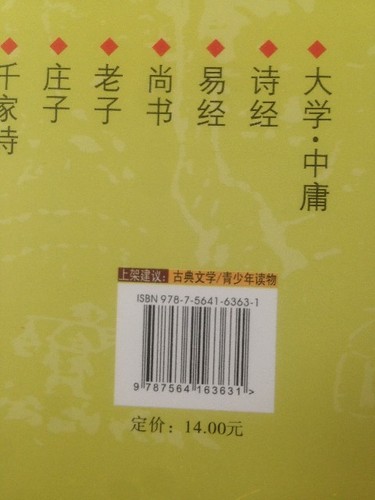 大学·中庸
诗经
易经
尚书
老子
庄子
千家诗
上架建议：古典文学/青少年读物
ISBN 978-7-5641-6363-1
9 787564 163631 >
定价：14.00元